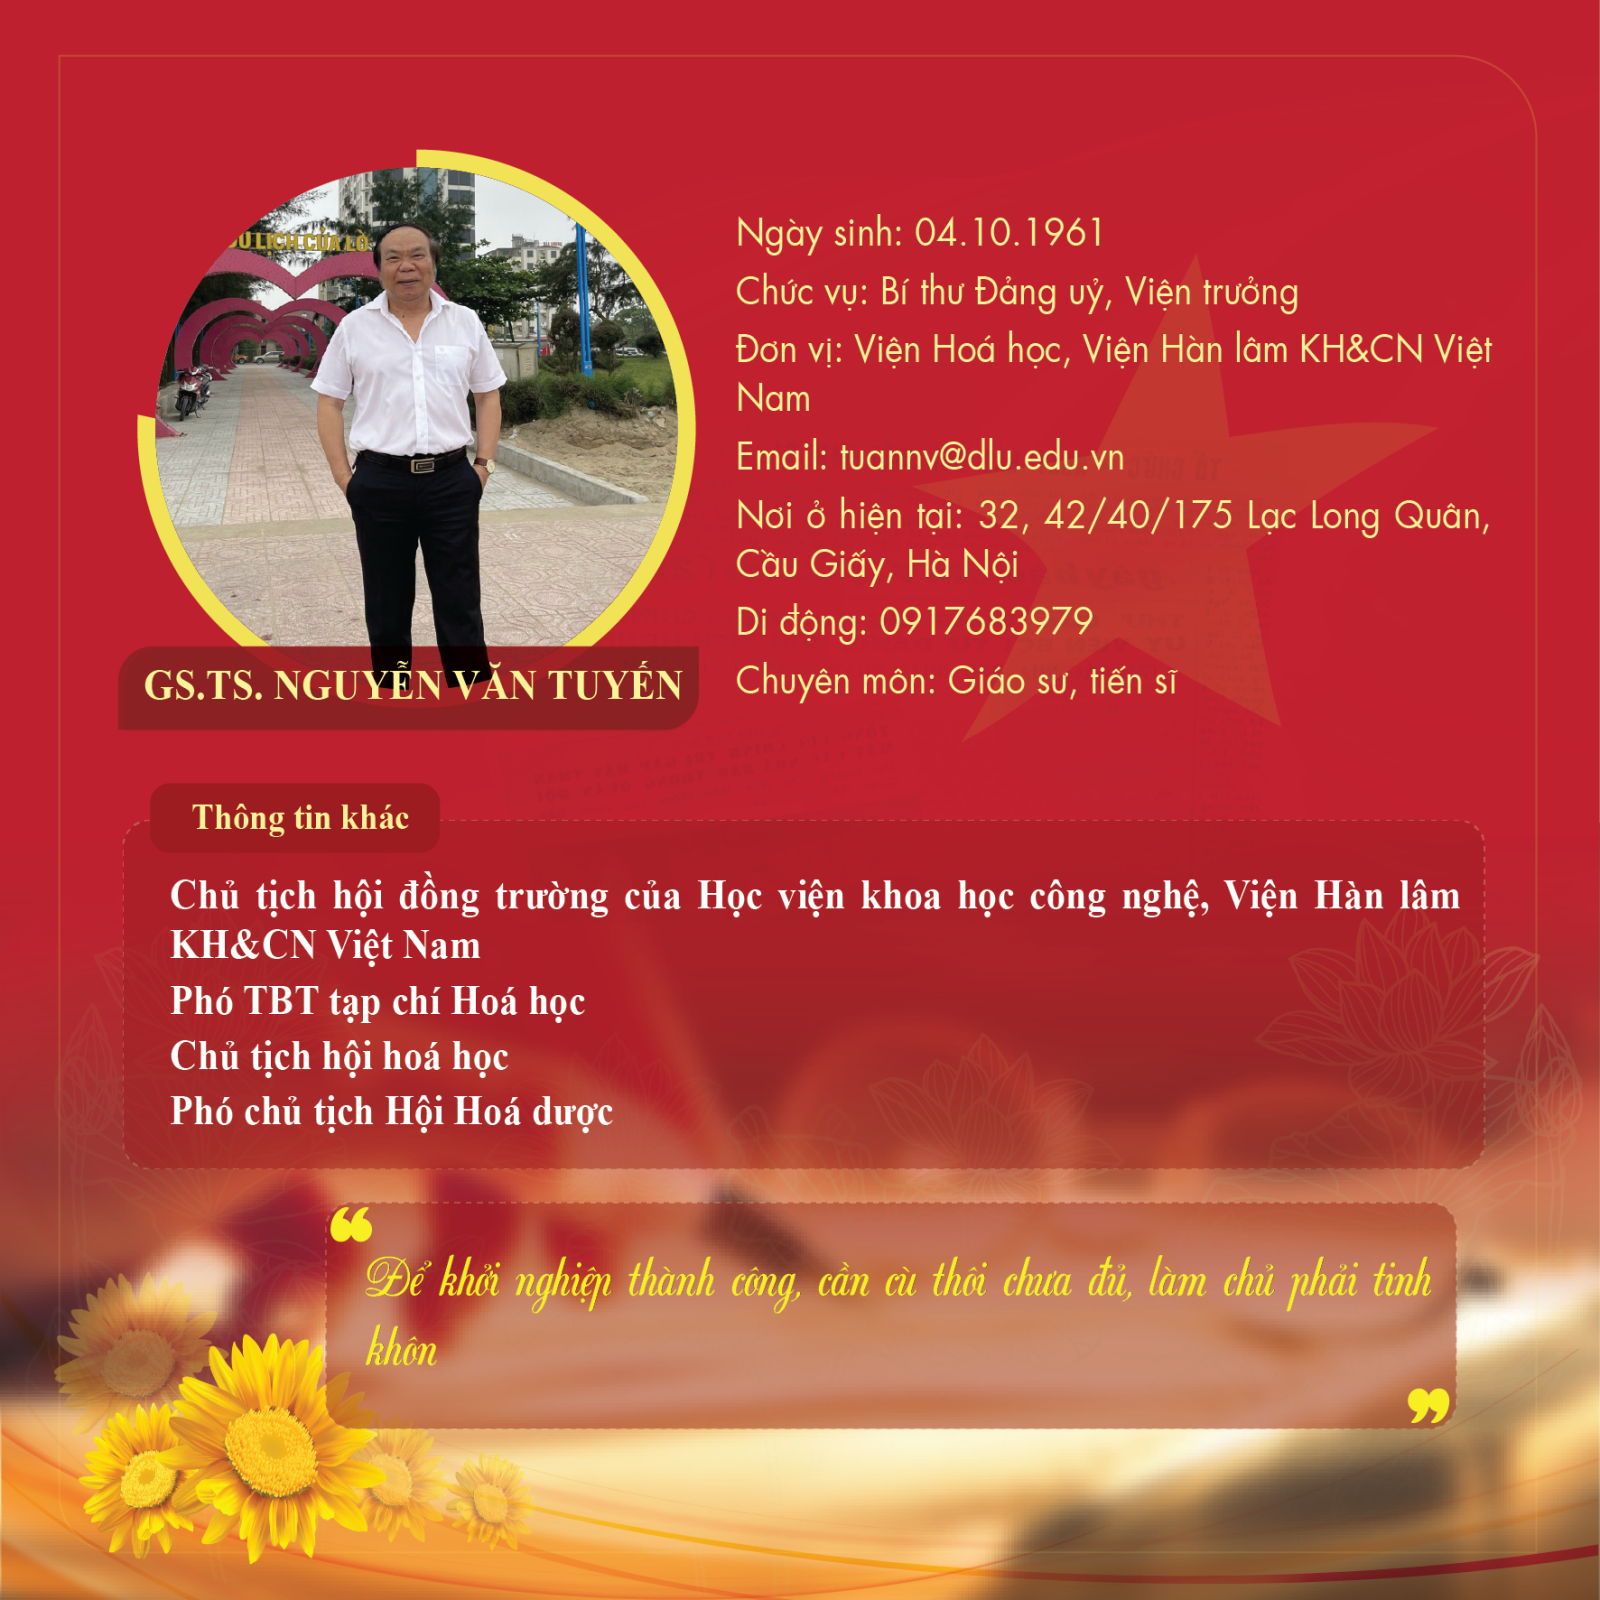 DU LỊCH CỬA LÒ
Ngày sinh: 04.10.1961
Chức vụ: Bí thư Đảng uỷ, Viện trưởng
Đơn vị: Viện Hoá học, Viện Hàn lâm KH&CN Việt
Nam
Email: tuannv@dlu.edu.vn
Nơi ở hiện tại: 32, 42/40/175 Lạc Long Quân,
Cầu Giấy, Hà Nội
Di động: 0917683979
Chuyên môn: Giáo sư, tiến sĩ
GS.TS. NGUYỄN VĂN TUYẾN
Thông tin khác
Chủ tịch hội đồng trường của Học viện khoa học công nghệ, Viện Hàn lâm
KH&CN Việt Nam
Phó TBT tạp chí Hoá học
Chủ tịch hội hoá học
Phó chủ tịch Hội Hoá dược
“
Để khởi nghiệp thành công, cần cù thôi chưa đủ, làm chủ phải tinh
khôn
”